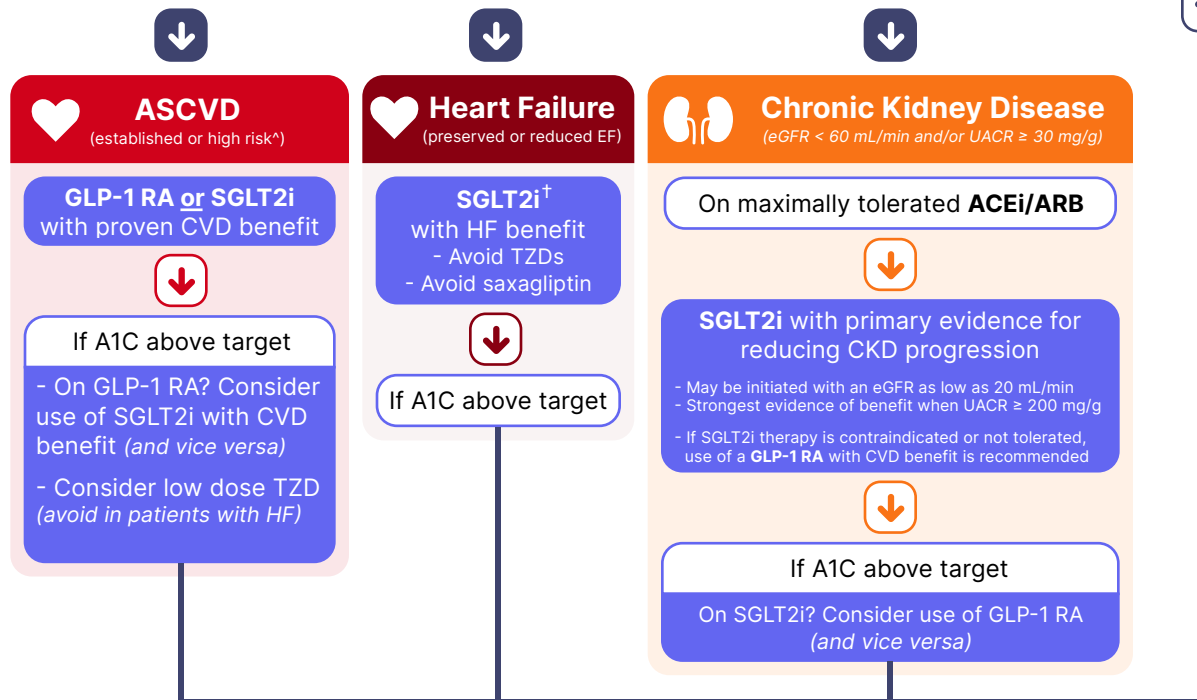 ASCVD
(established or high risk^)
GLP-1 RA or SGLT2i
with proven CVD benefit
If A1C above target
- On GLP-1 RA? Consider
use of SGLT2i with CVD
benefit (and vice versa)
- Consider low dose TZD
(avoid in patients with HF)
Heart Failure
(preserved or reduced EF)
SGLT2i†
with HF benefit
- Avoid TZDs
- Avoid saxagliptin
If A1C above target
Chronic Kidney Disease
(eGFR < 60 mL/min and/or UACR ≥ 30 mg/g)
On maximally tolerated ACEi/ARB
SGLT2i with primary evidence for
reducing CKD progression
- May be initiated with an eGFR as low as 20 mL/min
- Strongest evidence of benefit when UACR ≥ 200 mg/g
- If SGLT2i therapy is contraindicated or not tolerated,
use of a GLP-1 RA with CVD benefit is recommended
If A1C above target
On SGLT2i? Consider use of GLP-1 RA
(and vice versa)